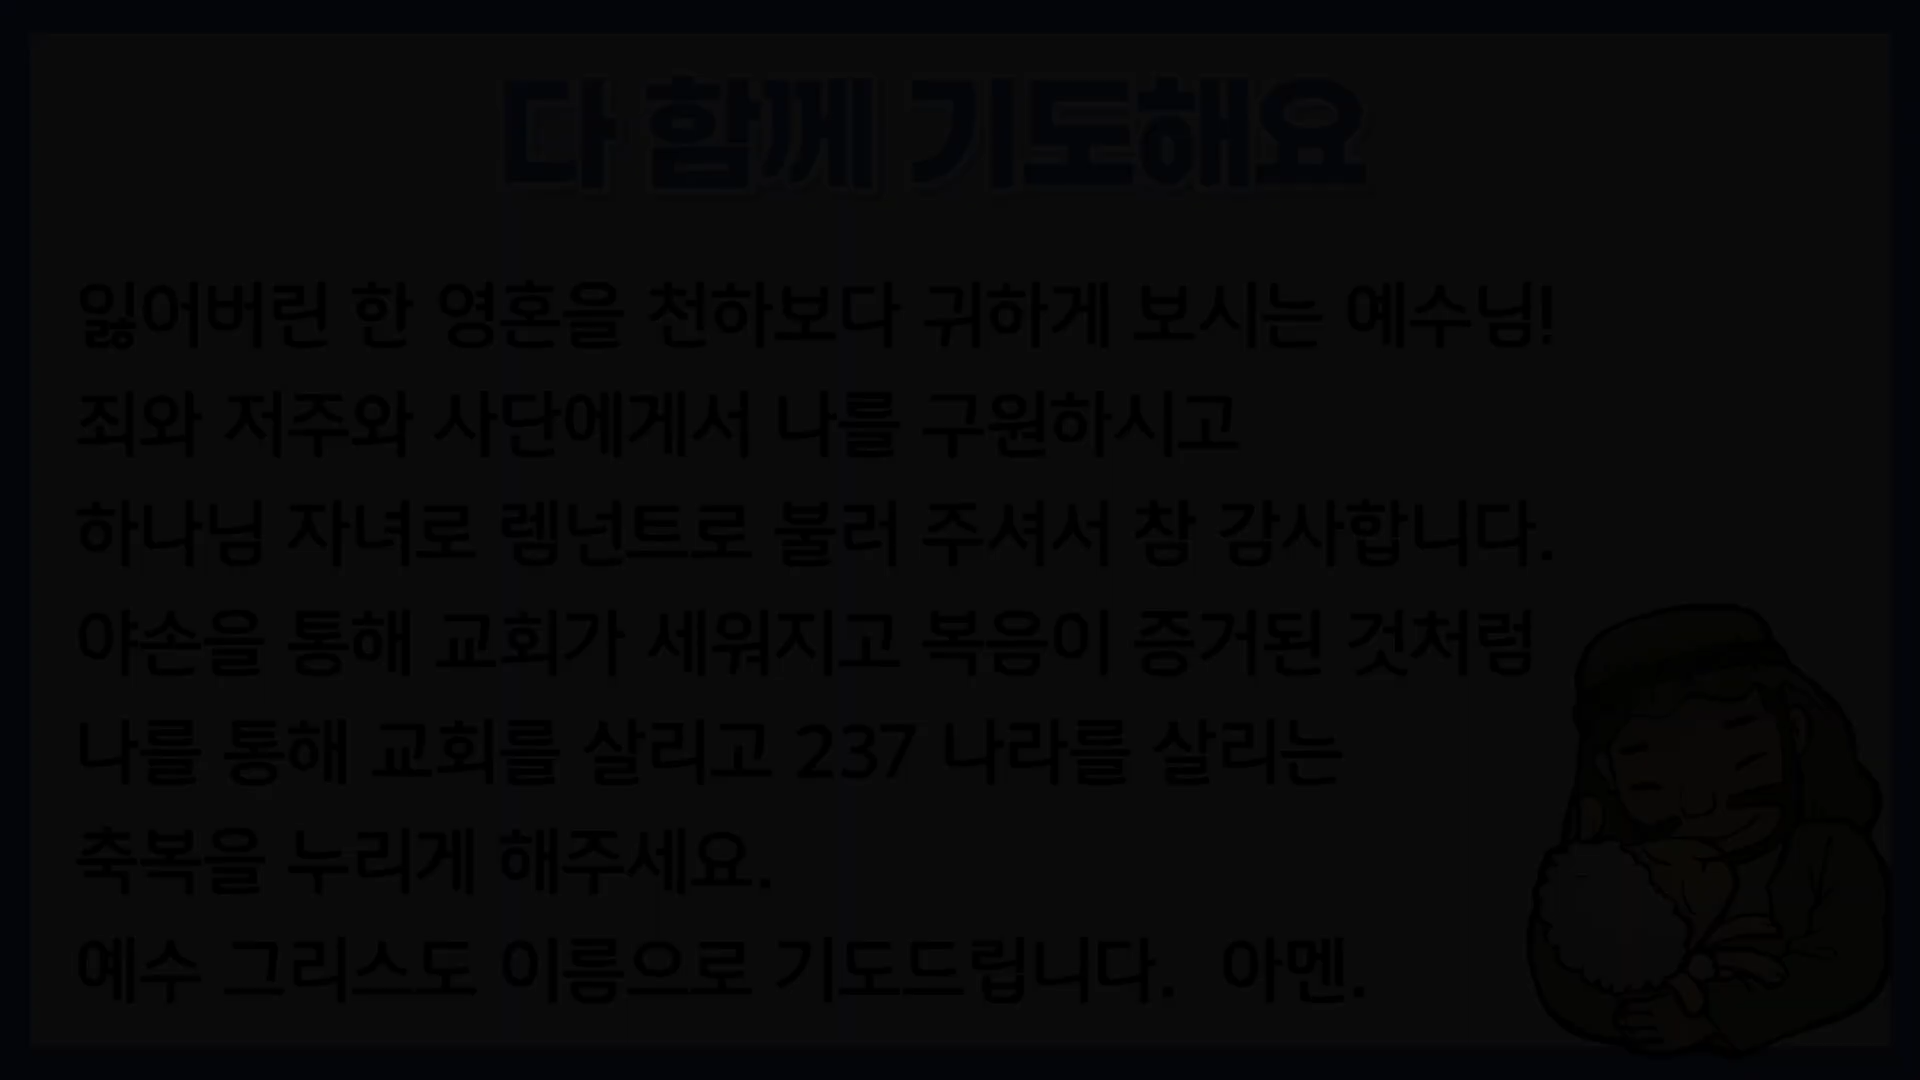 다 함께 기도해요
잃어버린 한 영혼을 천하보다 귀하게 보시는 예수님!
죄와 저주와 사단에게서 나를 구원하시고
하나님 자녀로 렘넌트로 불러 주셔서 참 감사합니다.
야손을 통해 교회가 세워지고 복음이 증거된 것처럼
나를 통해 교회를 살리고 237 나라를 살리는
축복을 누리게 해주세요.
예수 그리스도 이름으로 기도드립니다. 아멘.